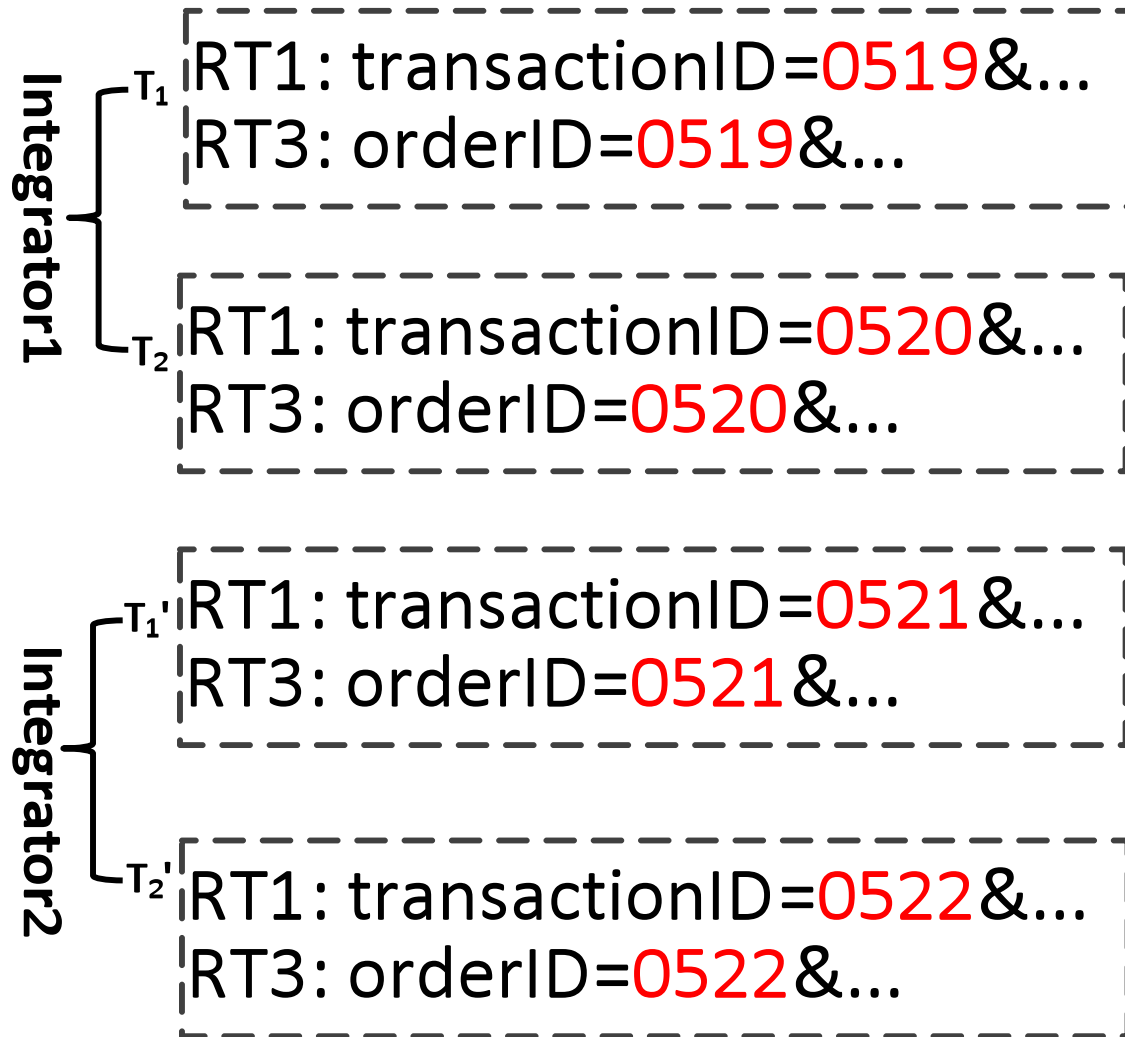 Integrator1
T₁
RT1: transactionID=0519&...
RT3: orderID=0519&...
T₂
RT1: transactionID=0520&...
RT3: orderID=0520&...
Integrator2
T₁'
RT1: transactionID=0521&...
RT3: orderID=0521&...
T₂'
RT1: transactionID=0522&...
RT3: orderID=0522&...